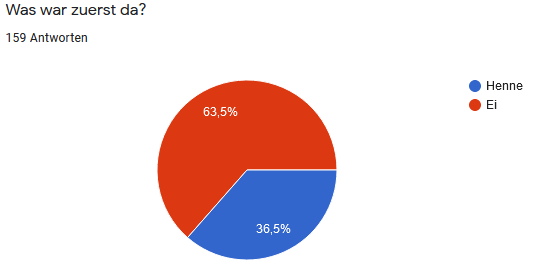 Was war zuerst da?
159 Antworten
Henne
Ei
63,5%
36,5%